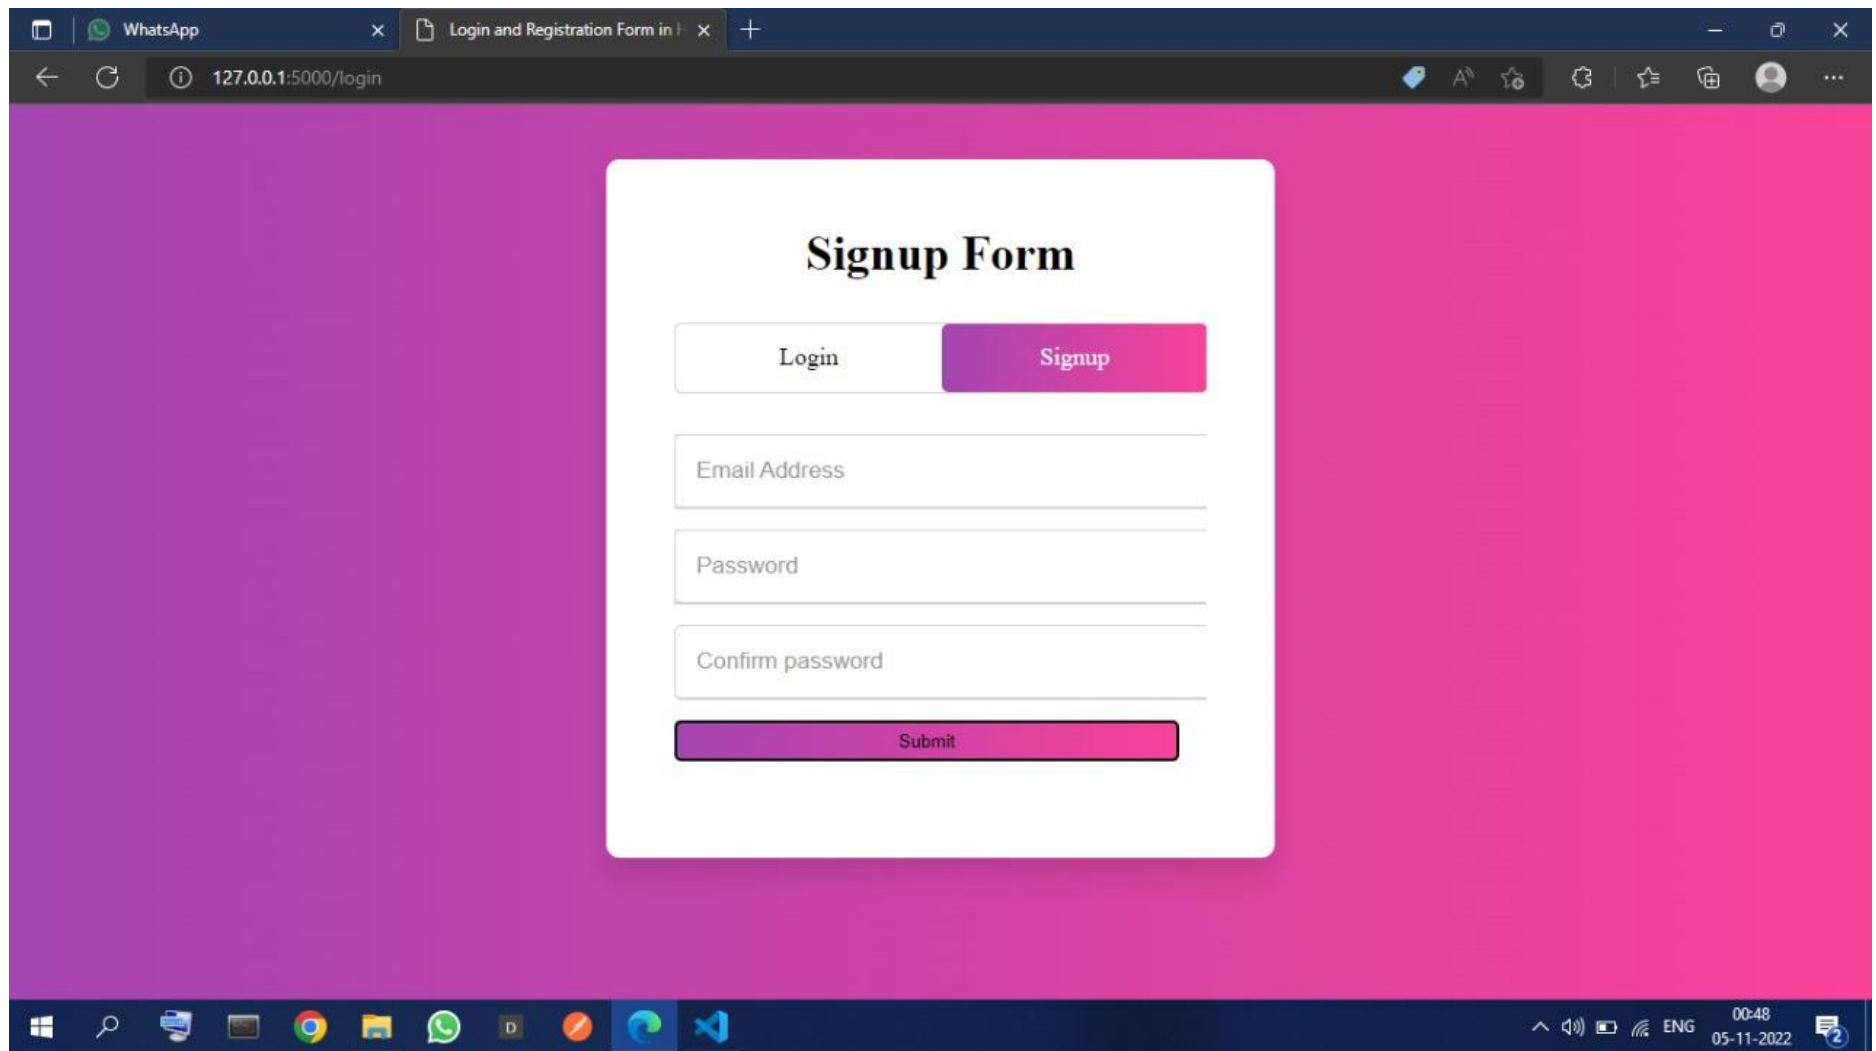 WhatsApp
Login and Registration Form in H
127.0.0.1:5000/login
Signup Form
Login Signup
Email Address
Password
Confirm password
Submit
D
ENG
00:48
05-11-2022
2